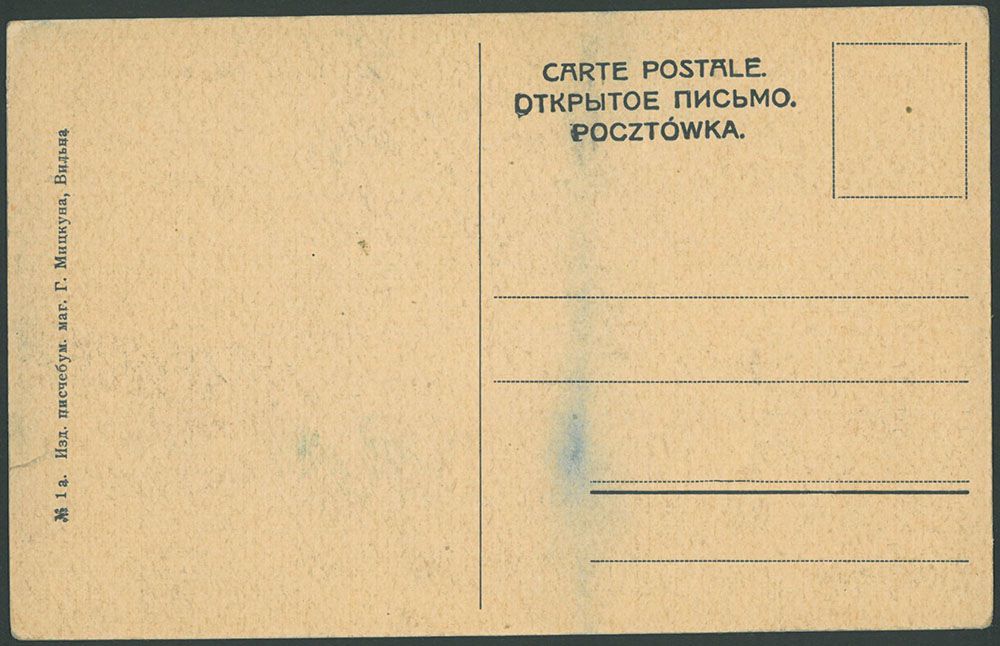 CARTE POSTALE.
ОТКРЫТОЕ ПИСЬМО.
POCZTÓWKA.
№ 1 а. Изд. писчебум. маг. Г. Мицкуна, Вильна